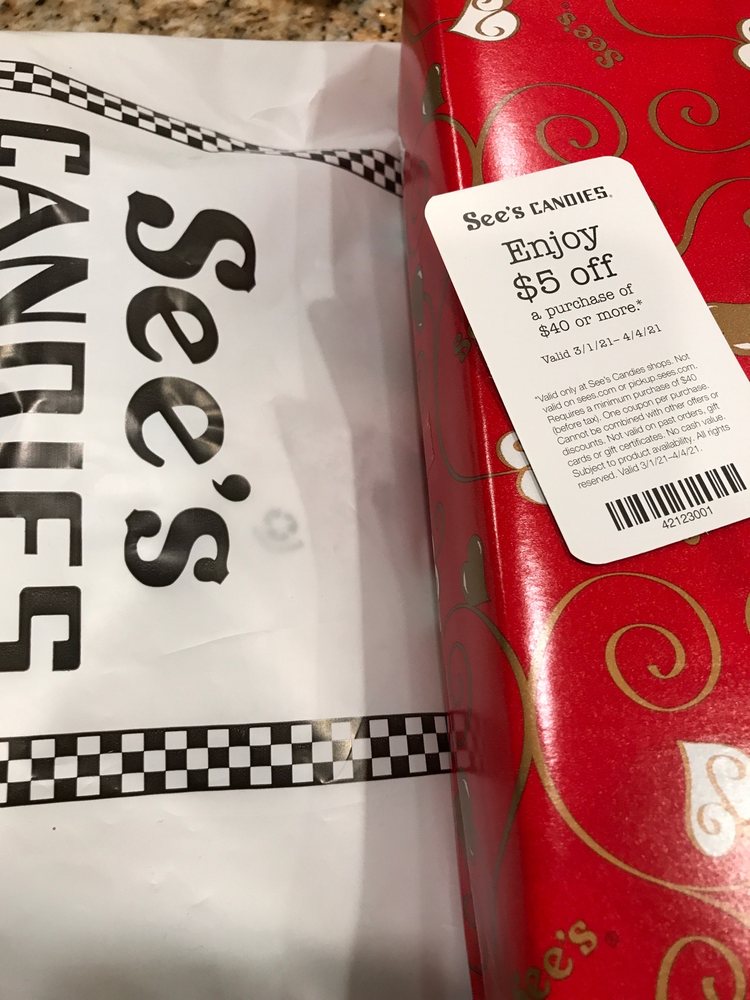 See's
CANDIES
See's CANDIES®
Enjoy
$5 off
a purchase of
$40 or more.*
Valid 3/1/21– 4/4/21
*Valid only at See's Candies shops. Not
valid on sees.com or pickup.sees.com.
Requires a minimum purchase of $40
(before tax). One coupon per purchase.
Cannot be combined with other offers or
discounts. Not valid on past orders, gift
cards or gift certificates. No cash value.
Subject to product availability. All rights
reserved. Valid 3/1/21–4/4/21.
42123001
See's
See's